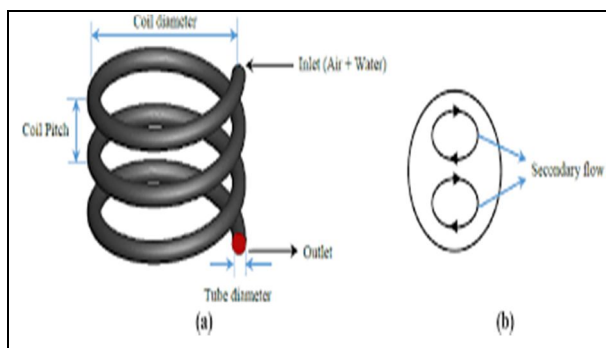 Coil diameter
Inlet (Air + Water)
Coil Pitch
Secondary flow
Outlet
Tube diameter
(a)
(b)